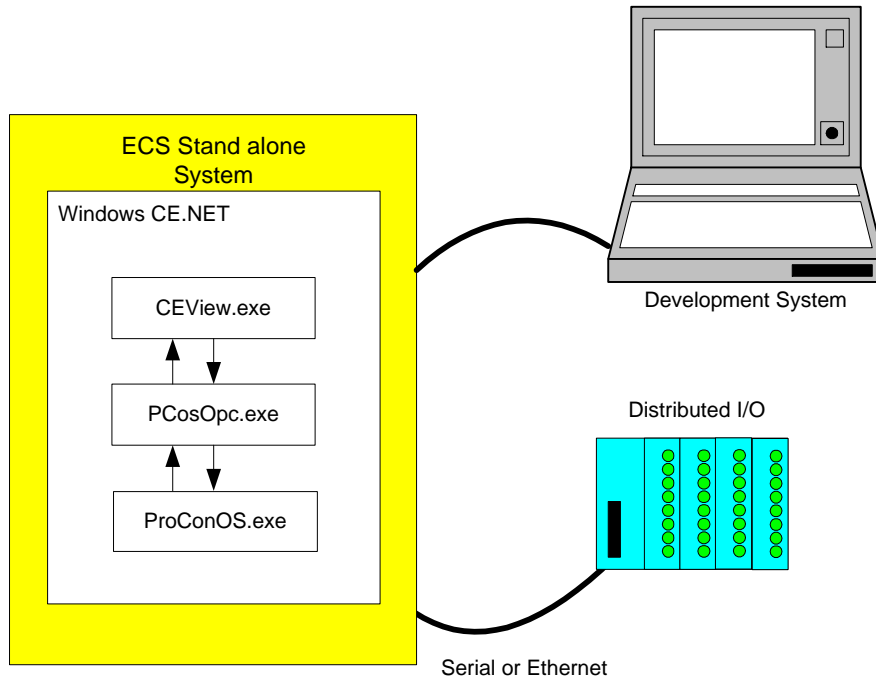 ECS Stand alone
System
Windows CE.NET
CEView.exe
PCosOpc.exe
ProConOS.exe
Development System
Distributed I/O
Serial or Ethernet